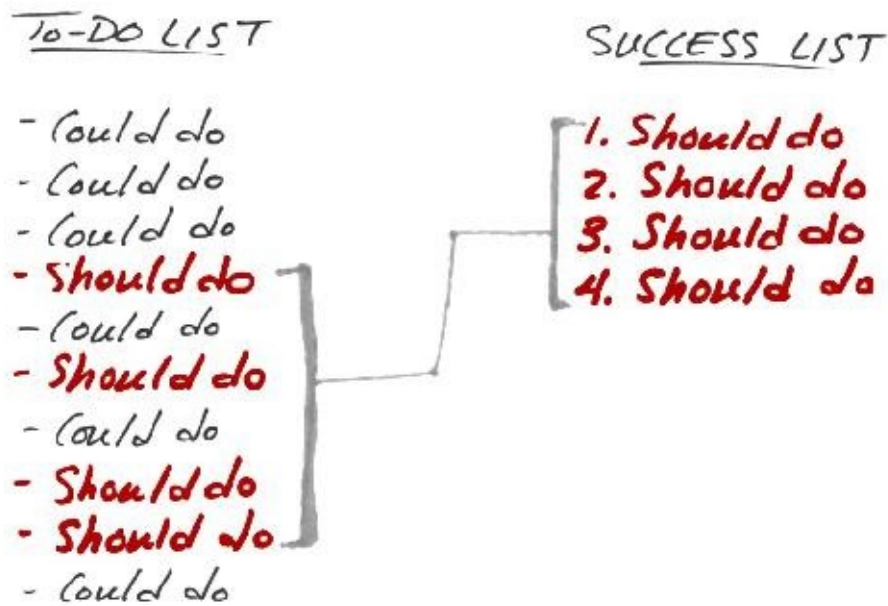 TO-DO LIST
- Could do
- Could do
- Could do
- Should do
- Could do
- Should do
- Could do
- Should do
- Should do
- Could do
SUCCESS LIST
1. Should do
2. Should do
3. Should do
4. Should do